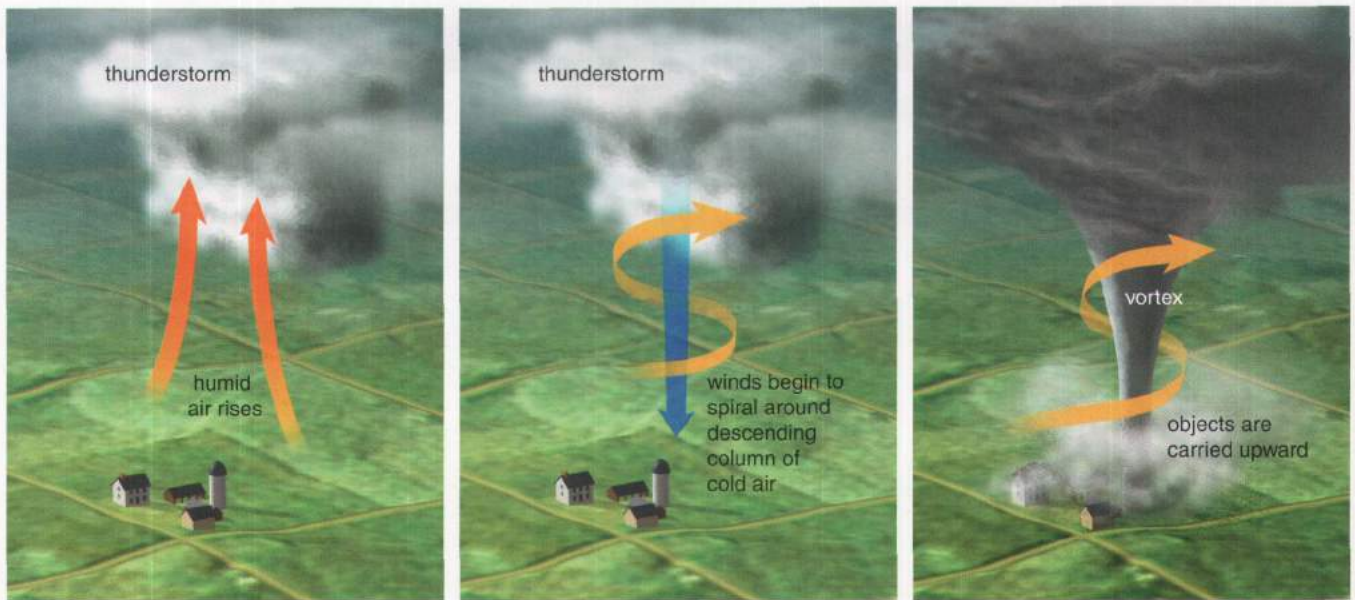 thunderstorm
humid
air rises
thunderstorm
winds begin to
spiral around
descending
column of
cold air
vortex
objects are
carried upward